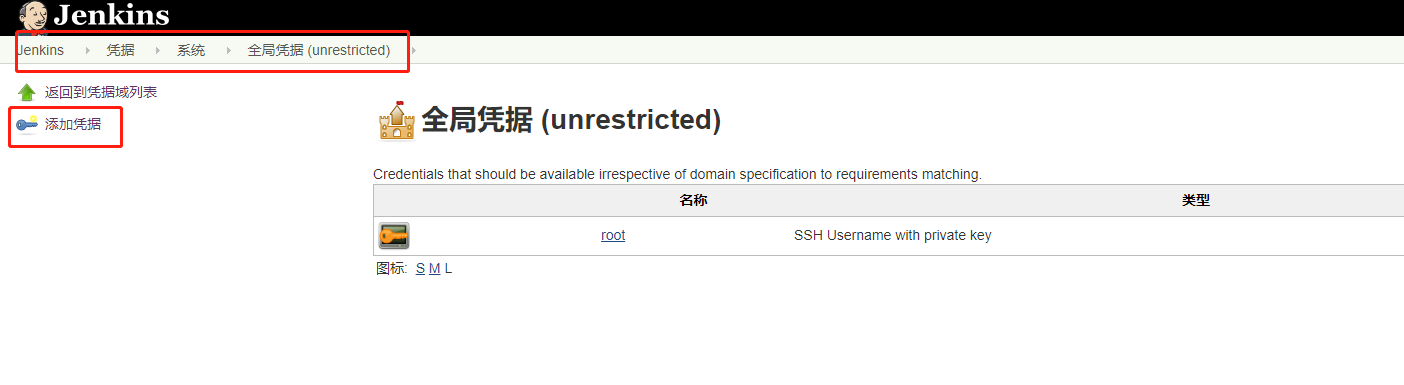 Jenkins
Jenkins 凭据 系统 全局凭据 (unrestricted)
返回到凭据域列表
添加凭据
全局凭据 (unrestricted)
Credentials that should be available irrespective of domain specification to requirements matching.
名称 类型
root SSH Username with private key
图标: S M L